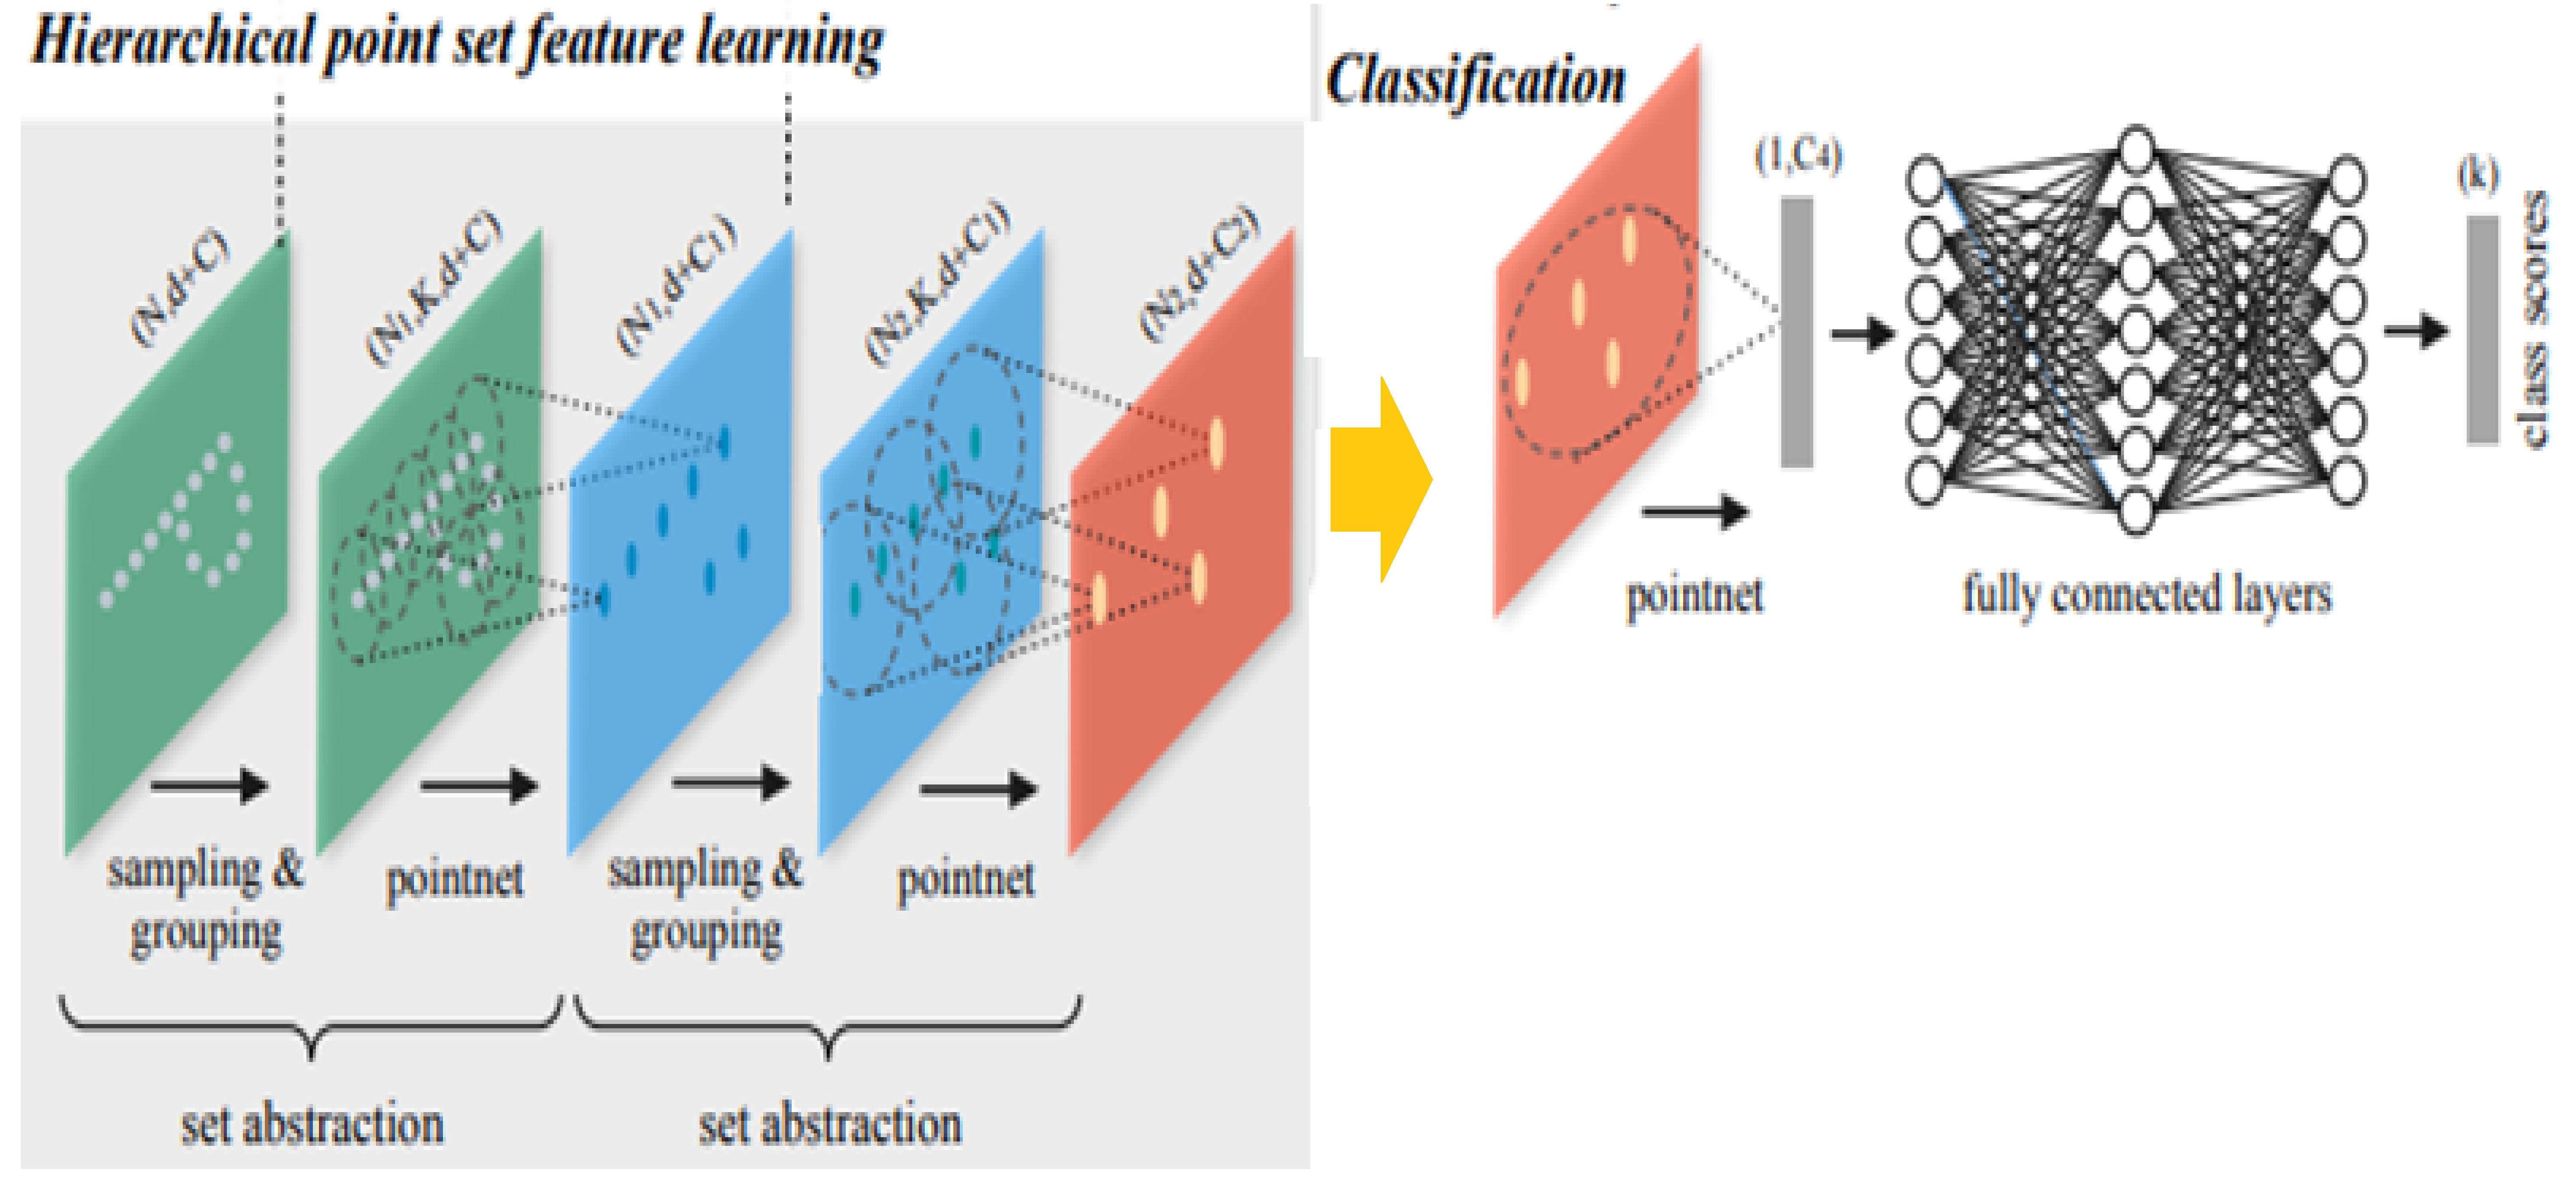 Hierarchical point set feature learning
Classification
(N,d+C)
(N1,K,d+C)
(N1,d+C1)
(N2,K,d+C1)
(N2,d+C2)
(1,C4)
(k)
class scores
pointnet
fully connected layers
sampling &
grouping
pointnet
sampling &
grouping
pointnet
set abstraction
set abstraction